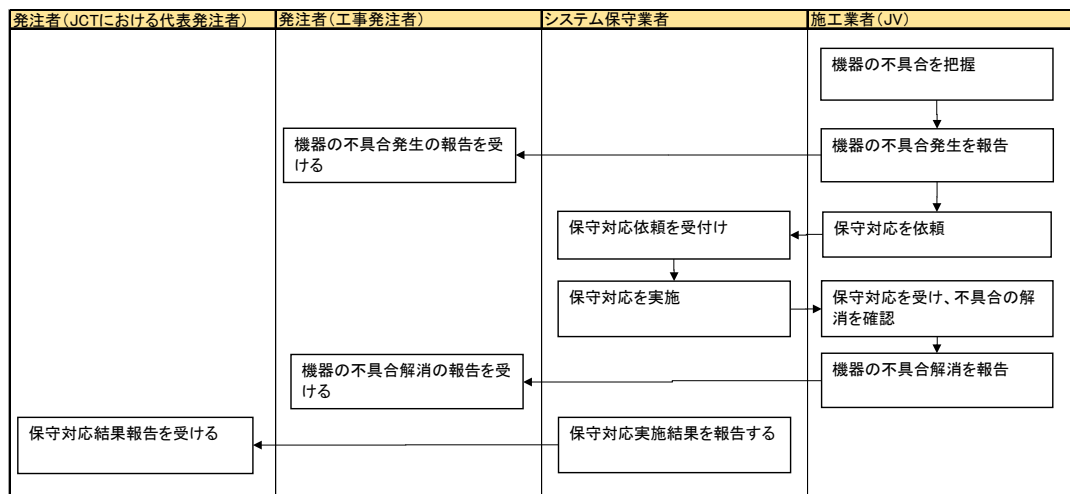 発注者(JCTにおける代表発注者)
発注者(工事発注者)
システム保守業者
施工業者(JV)
機器の不具合を把握
機器の不具合発生の報告を受
ける
機器の不具合発生を報告
保守対応依頼を受付け
保守対応を依頼
保守対応を実施
保守対応を受け、不具合の解
消を確認
機器の不具合解消の報告を受
ける
機器の不具合解消を報告
保守対応結果報告を受ける
保守対応実施結果を報告する